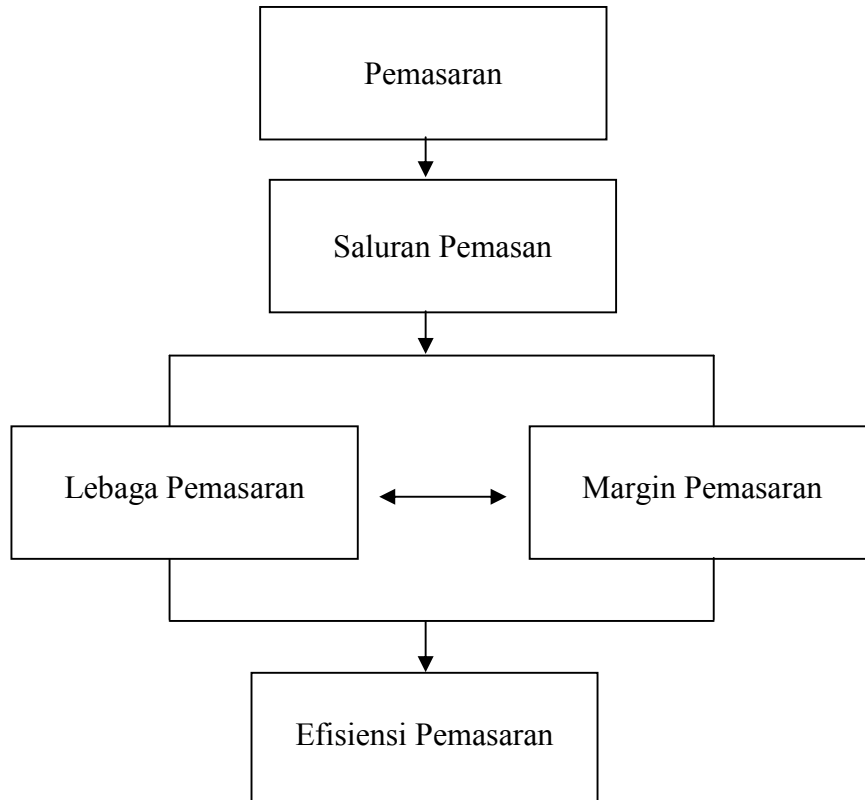 Pemasaran
Saluran Pemasan
Lebaga Pemasaran
Margin Pemasaran
Efisiensi Pemasaran